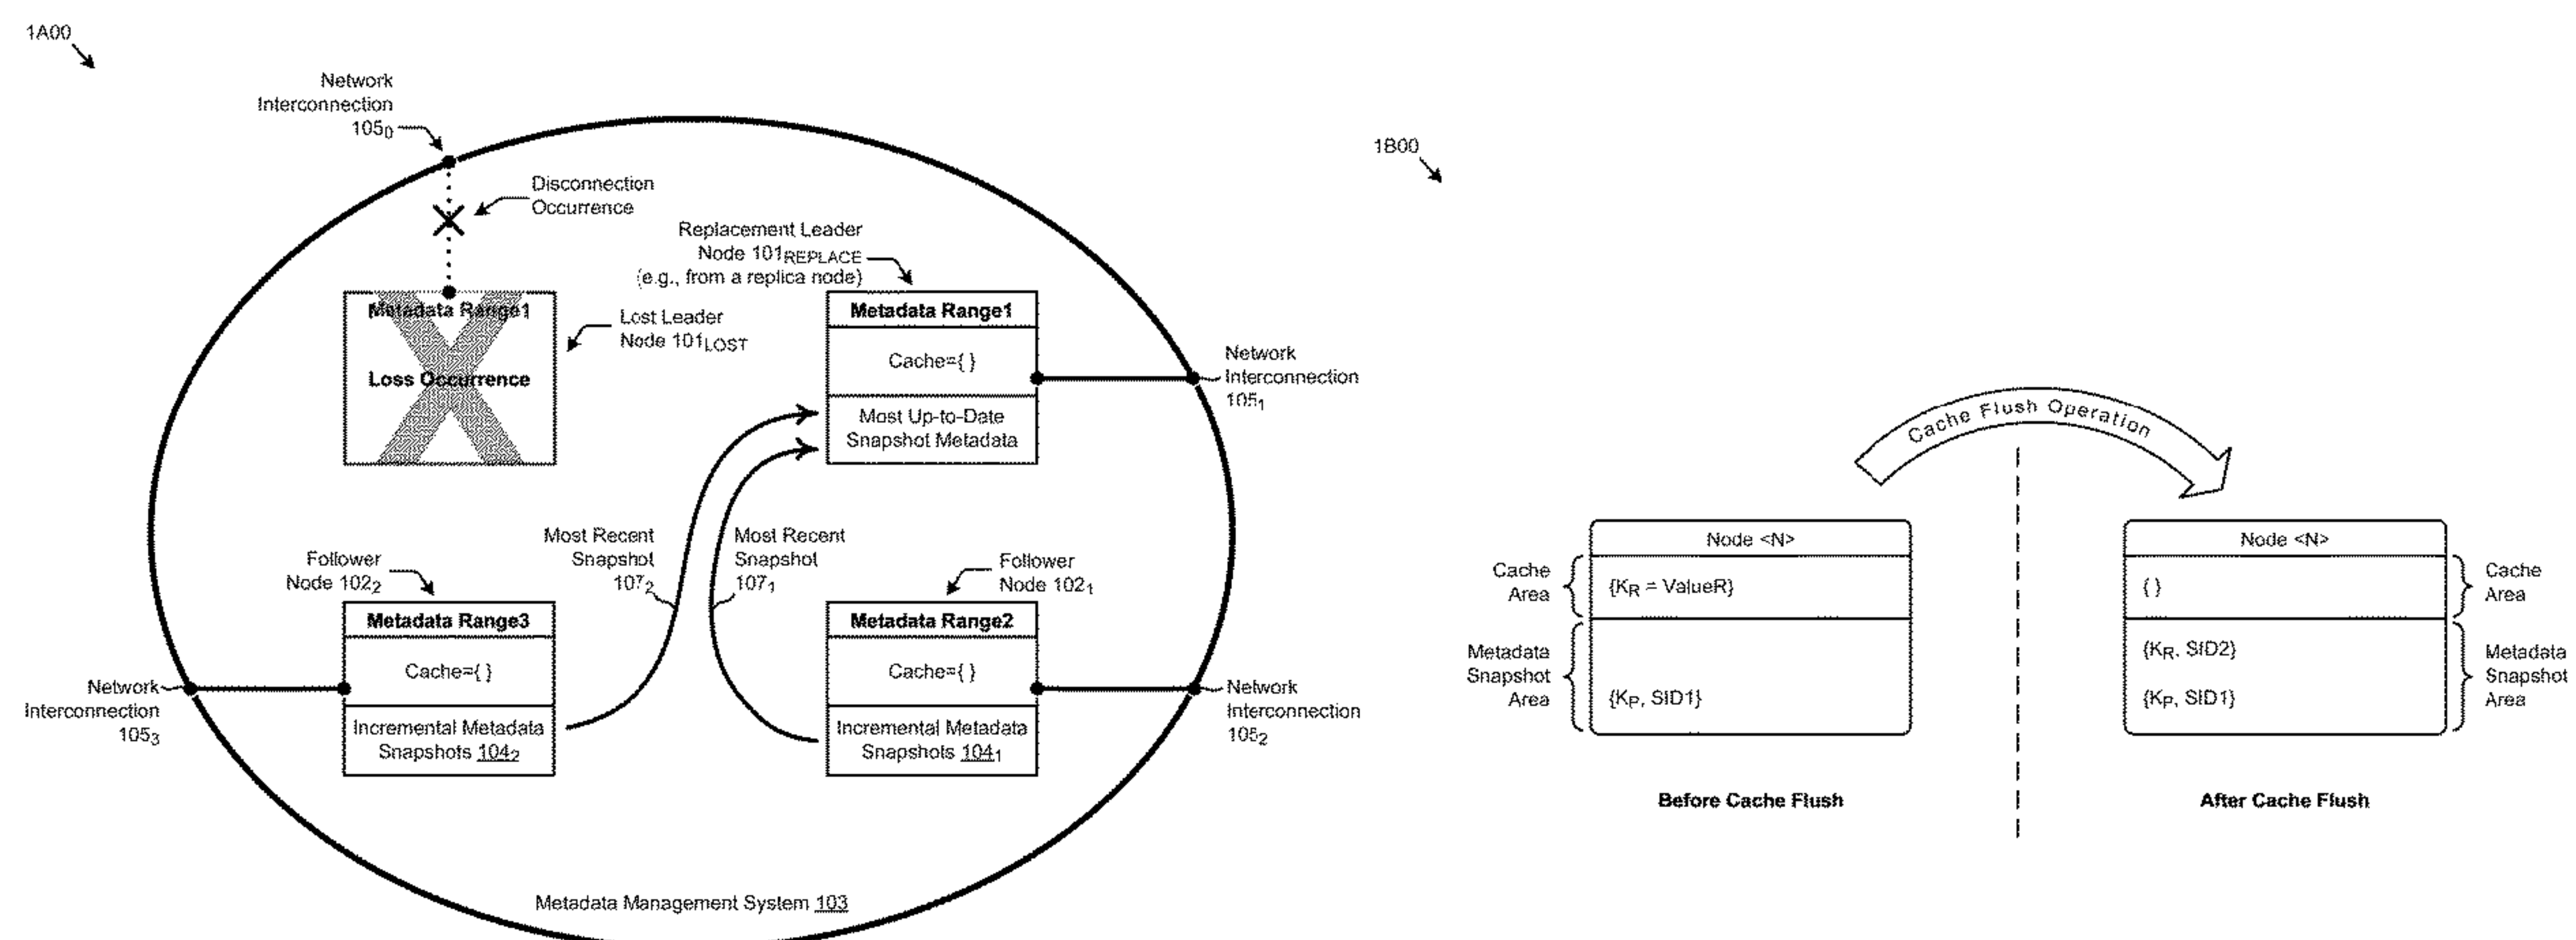 1A00
Network
Interconnection
105₀
Disconnection
Occurrence
Replacement Leader
Node 101REPLACE
(e.g., from a replica node)
Metadata Range1
Loss Occurrence
Lost Leader
Node 101LOST
Metadata Range1
Cache={ }
Most Up-to-Date
Snapshot Metadata
Network
Interconnection
105₁
Most Recent
Snapshot
107₂
Most Recent
Snapshot
107₁
Follower
Node 102₂
Follower
Node 102₁
Metadata Range3
Cache={ }
Incremental Metadata
Snapshots 104₂
Metadata Range2
Cache={ }
Incremental Metadata
Snapshots 104₁
Network
Interconnection
105₃
Network
Interconnection
105₂
Metadata Management System 103
1B00
Cache Flush Operation
Node <N>
Cache
Area
{KR = ValueR}
Metadata
Snapshot
Area
{KP, SID1}
Before Cache Flush
Node <N>
{ }
Cache
Area
{KR, SID2}
{KP, SID1}
Metadata
Snapshot
Area
After Cache Flush